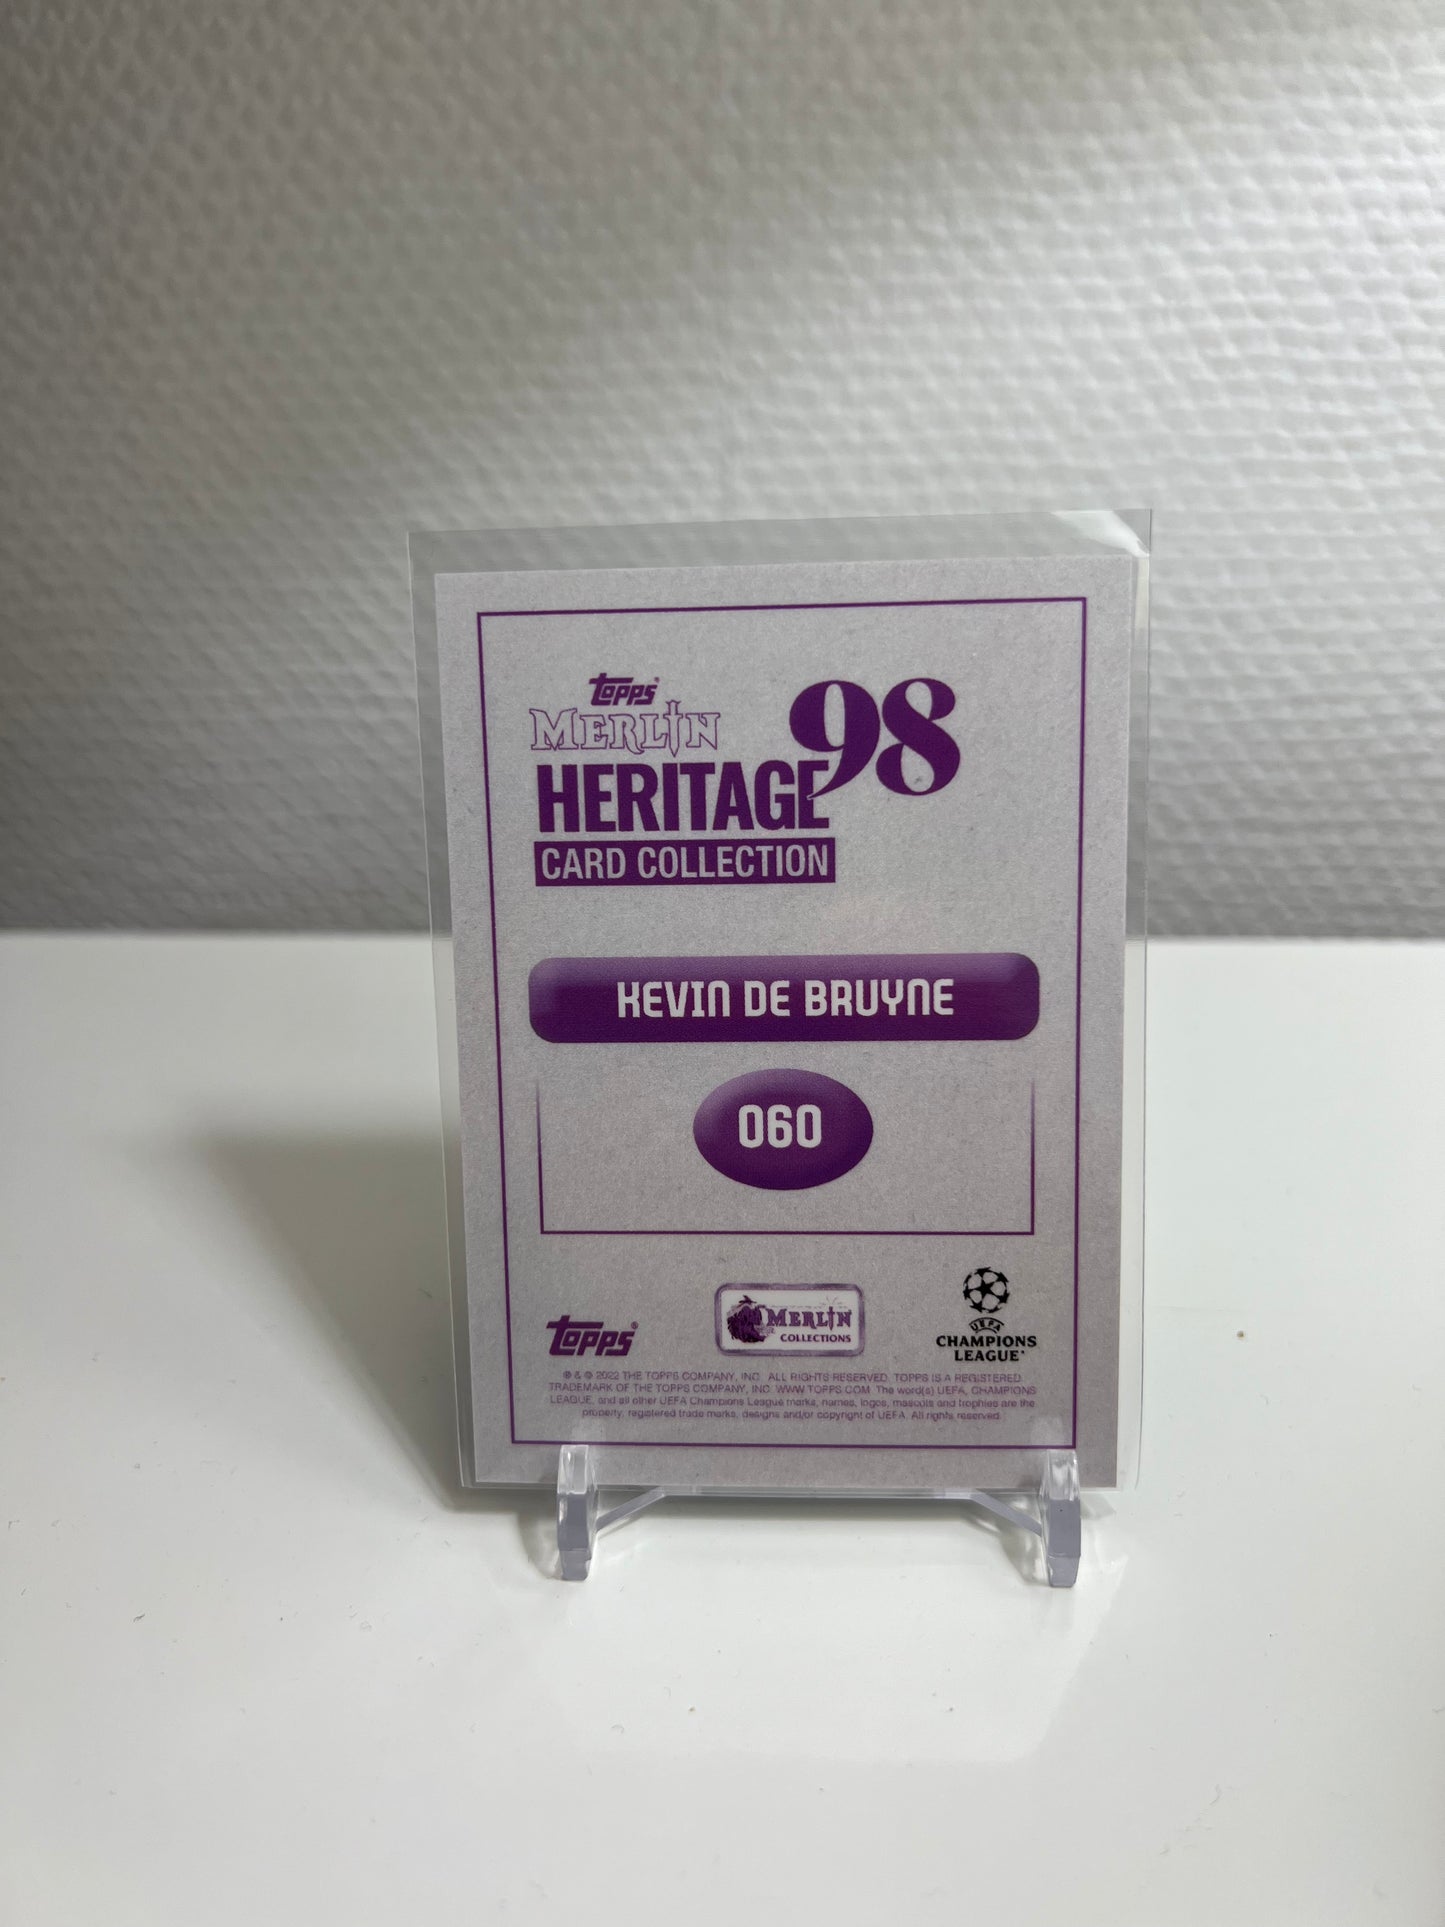 TOPPS®
MERLIN
HERITAGE 98
CARD COLLECTION
KEVIN DE BRUYNE
060
TOPPS®
MERLIN
COLLECTIONS
UEFA
CHAMPIONS
LEAGUE
® & © 2022 THE TOPPS COMPANY, INC. ALL RIGHTS RESERVED. TOPPS IS A REGISTERED
TRADEMARK OF THE TOPPS COMPANY, INC. WWW.TOPPS.COM. The word(s) UEFA, CHAMPIONS
LEAGUE, and all other UEFA Champions League marks, names, logos, mascots and trophies are the
property, registered trade marks, designs and/or copyright of UEFA. All rights reserved.